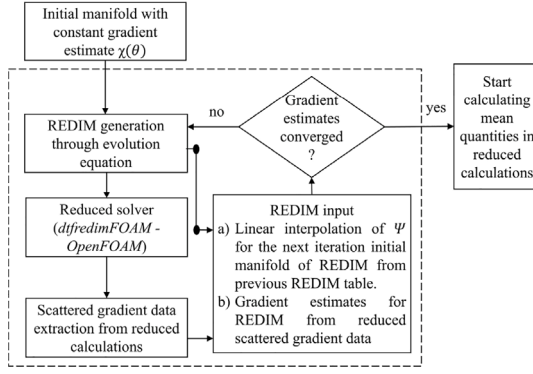 Initial manifold with
constant gradient
estimate χ(θ)
REDIM generation
through evolution
equation
Reduced solver
(dtfredimFOAM -
OpenFOAM)
Scattered gradient data
extraction from reduced
calculations
no
Gradient
estimates
converged
?
yes
Start
calculating
mean
quantities in
reduced
calculations
REDIM input
a) Linear interpolation of Ψ
for the next iteration initial
manifold of REDIM from
previous REDIM table.
b) Gradient estimates for
REDIM from reduced
scattered gradient data